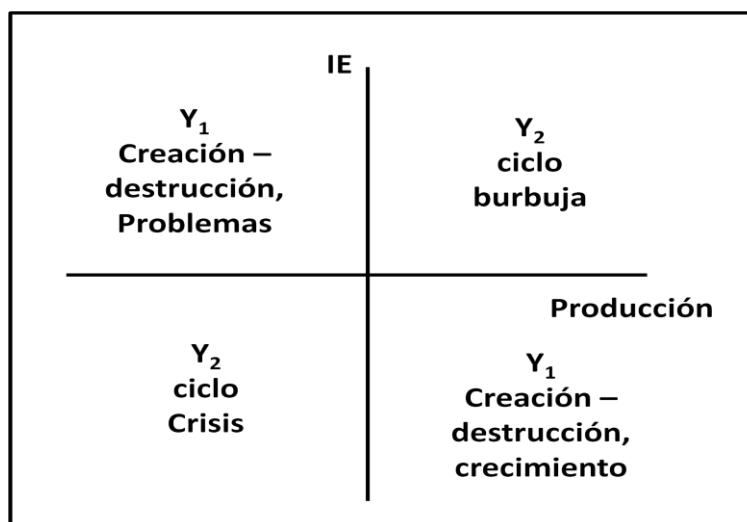 IE
Y₁
Creación –
destrucción,
Problemas
Y₂
ciclo
burbuja
Producción
Y₂
ciclo
Crisis
Y₁
Creación –
destrucción,
crecimiento